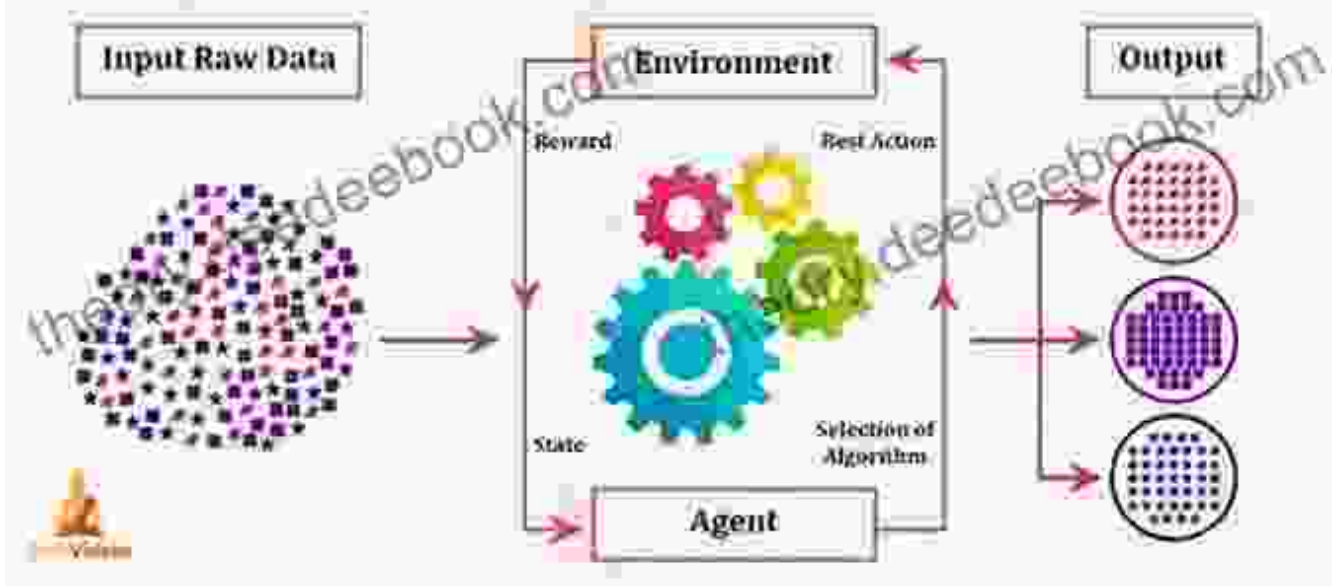 Input Raw Data
Environment
Output
Reward
Best Action
State
Selection of
Algorithm
Agent